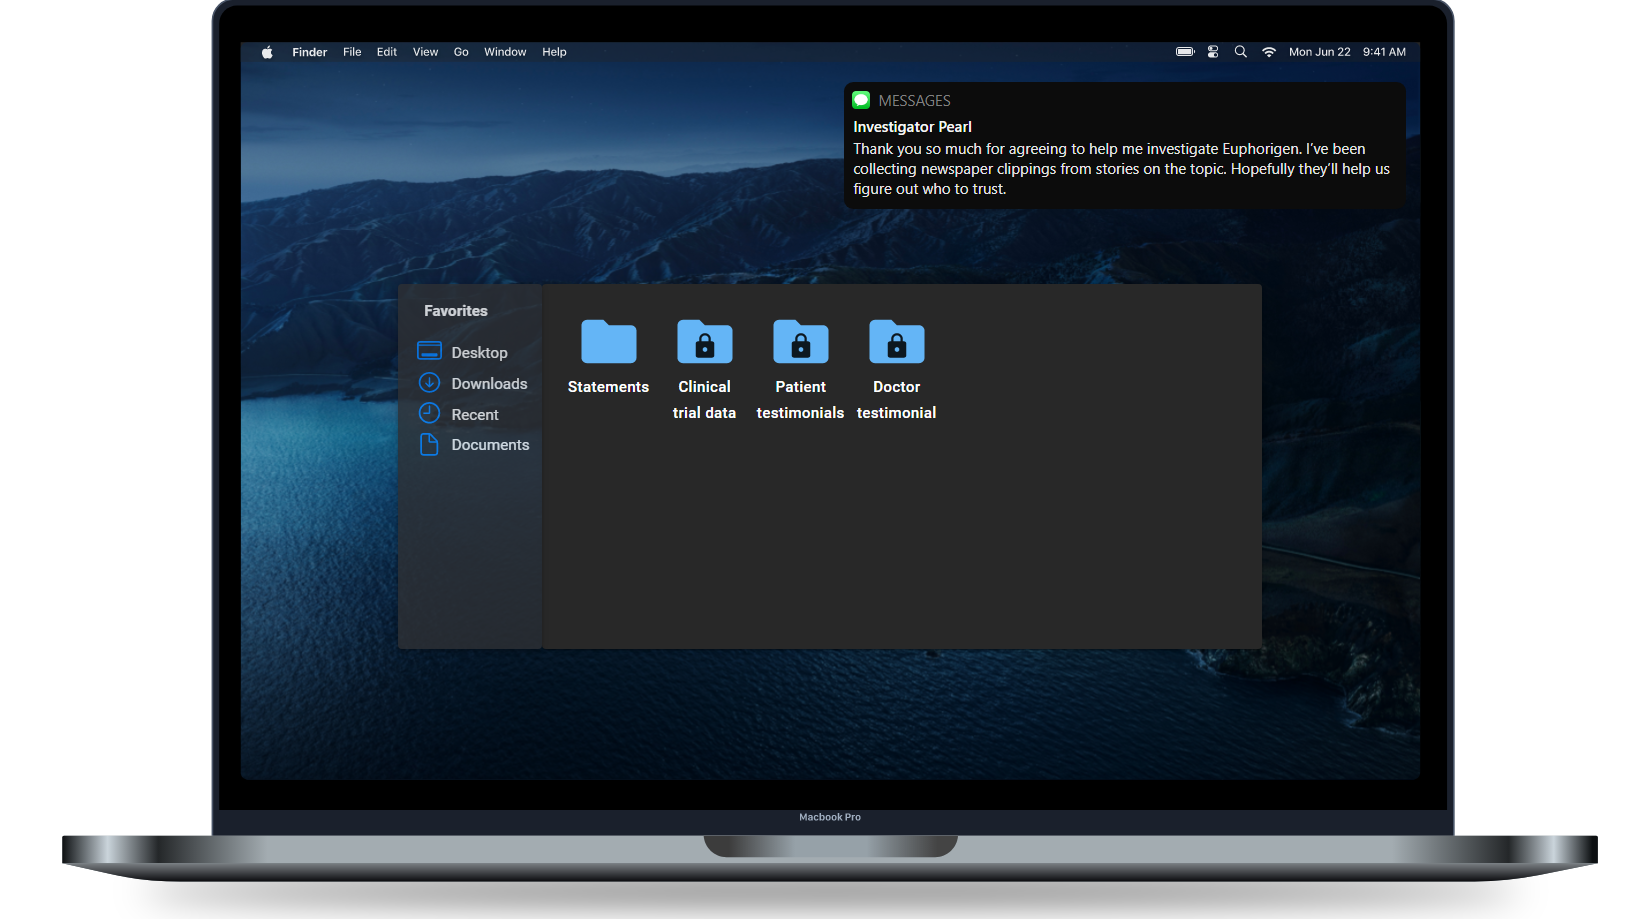 Finder File Edit View Go Window Help Mon Jun 22 9:41 AM
MESSAGES
Investigator Pearl
Thank you so much for agreeing to help me investigate Euphorigen. I've been
collecting newspaper clippings from stories on the topic. Hopefully they'll help us
figure out who to trust.
Favorites
Desktop
Downloads
Recent
Documents
Statements
Clinical
trial data
Patient
testimonials
Doctor
testimonial
Macbook Pro